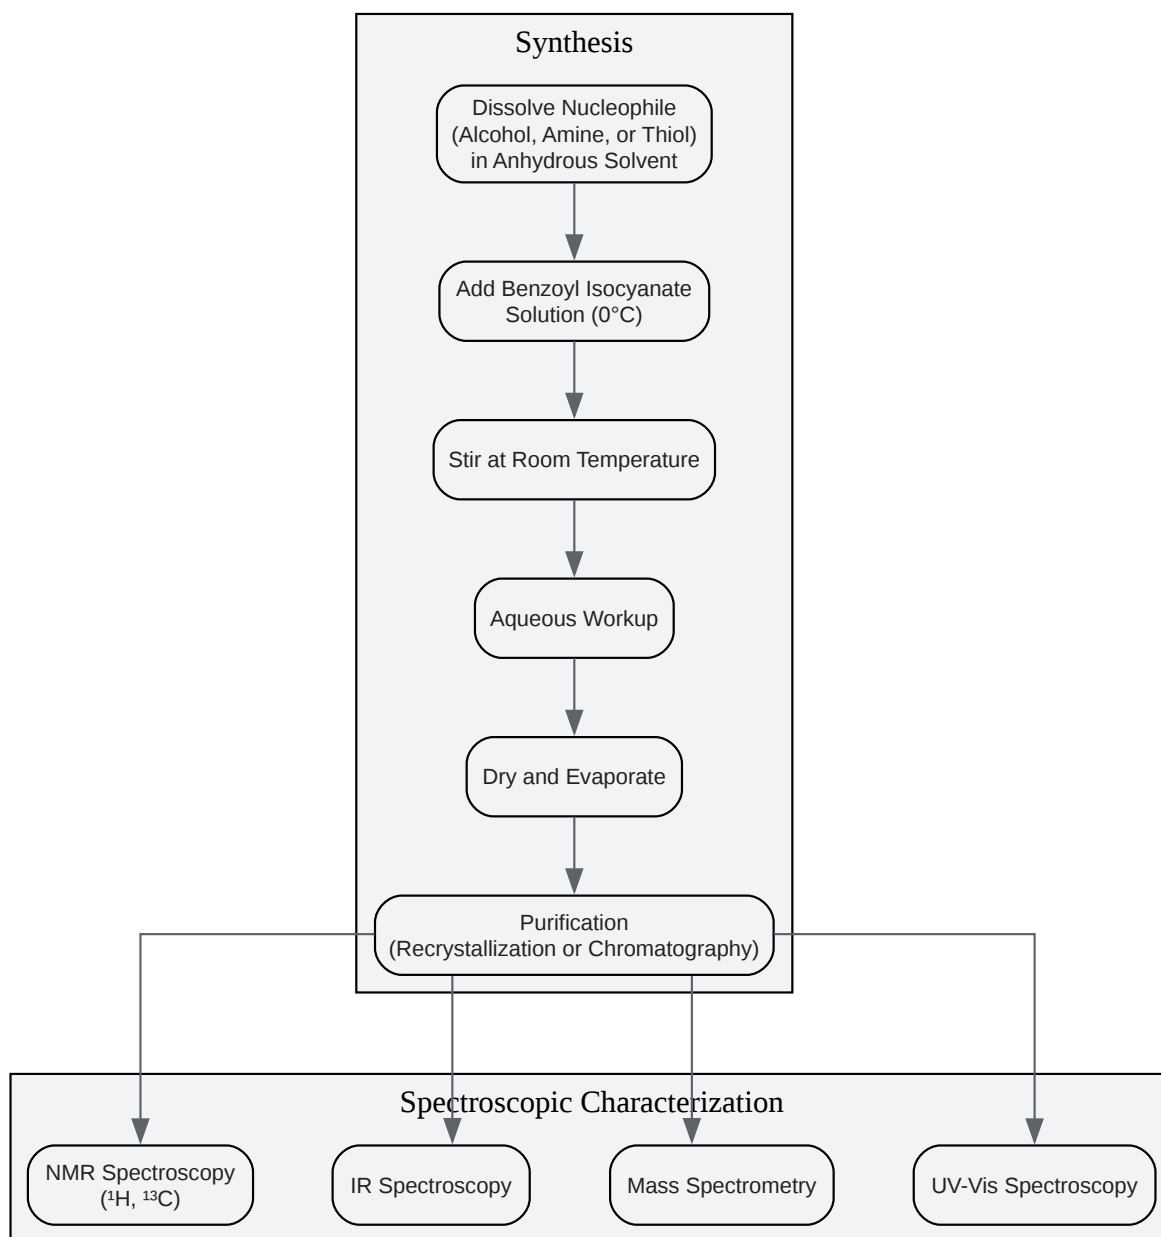 Synthesis
Dissolve Nucleophile
(Alcohol, Amine, or Thiol)
in Anhydrous Solvent
Add Benzoyl Isocyanate
Solution (0°C)
Stir at Room Temperature
Aqueous Workup
Dry and Evaporate
Purification
(Recrystallization or Chromatography)
Spectroscopic Characterization
NMR Spectroscopy
(¹H, ¹³C)
IR Spectroscopy
Mass Spectrometry
UV-Vis Spectroscopy